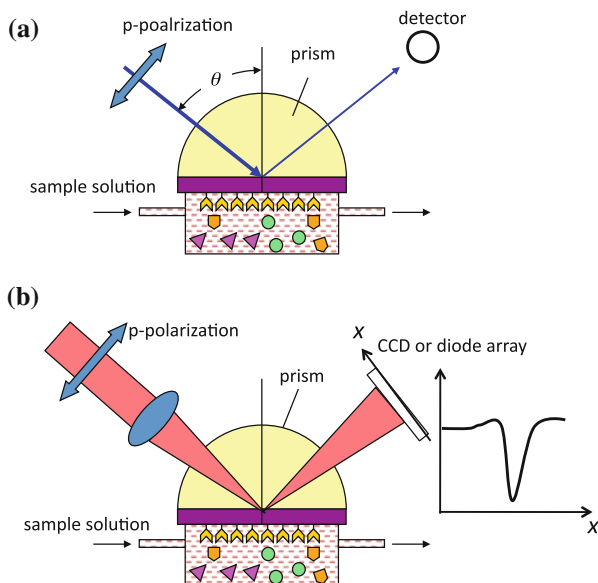 (a)
p-poalrization
detector
θ
prism
sample solution
(b)
p-polarization
x
CCD or diode array
prism
sample solution
x